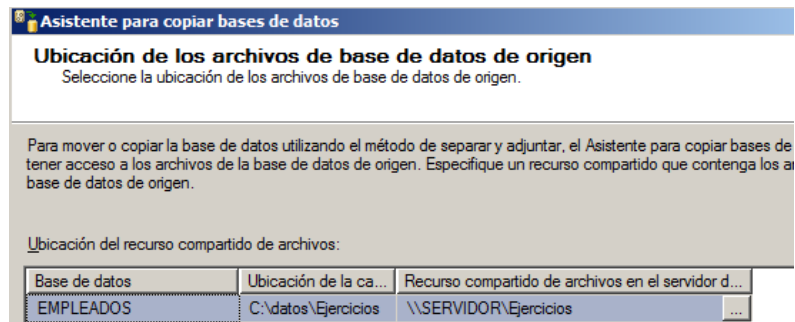 Asistente para copiar bases de datos
Ubicación de los archivos de base de datos de origen
Seleccione la ubicación de los archivos de base de datos de origen.
Para mover o copiar la base de datos utilizando el método de separar y adjuntar, el Asistente para copiar bases de
tener acceso a los archivos de la base de datos de origen. Especifique un recurso compartido que contenga los
base de datos de origen.
Ubicación del recurso compartido de archivos:
Base de datos Ubicación de la ca... Recurso compartido de archivos en el servidor d...
EMPLEADOS C:\datos\Ejercicios \\SERVIDOR\Ejercicios ...